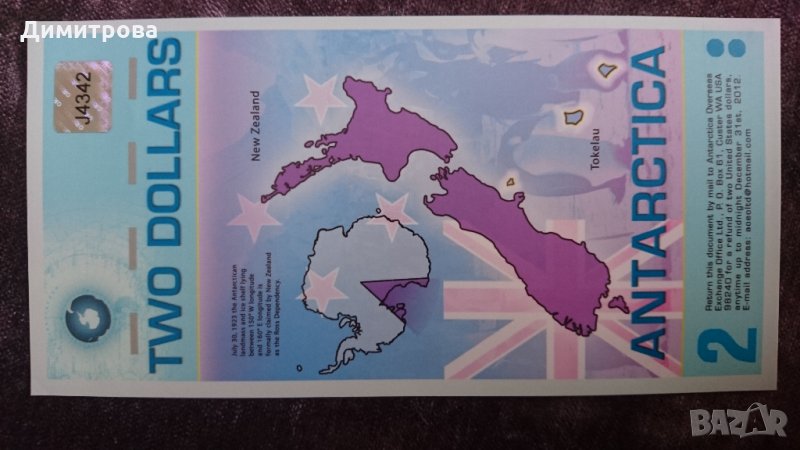 Димитрова
J4342
TWO DOLLARS
New Zealand
July 30, 1923 the Antarctican
landmass and ice shelf lying
between 150° W longitude
and 160° E longitude is
formally claimed by New Zealand
as the Ross Dependency.
Tokelau
ANTARCTICA
2
Return this document by mail to Antarctica Overseas
Exchange Office Ltd., P.O. Box 61, Custer WA USA
98240 for a refund of two United States dollars,
anytime up to midnight December 31st, 2012.
E-mail address: aoeoltd@hotmail.com
BAZAR